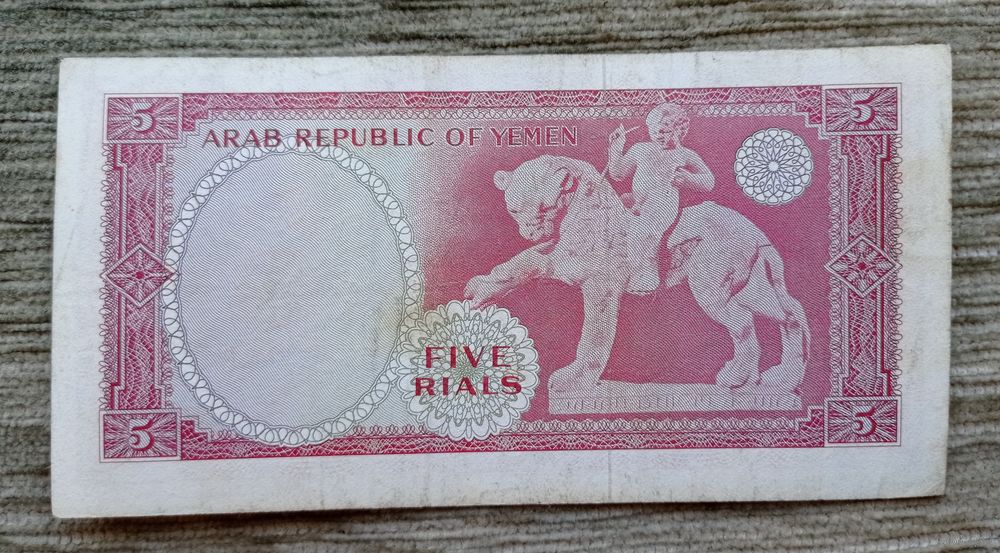 5 5
ARAB REPUBLIC OF YEMEN
FIVE
RIALS
5 5